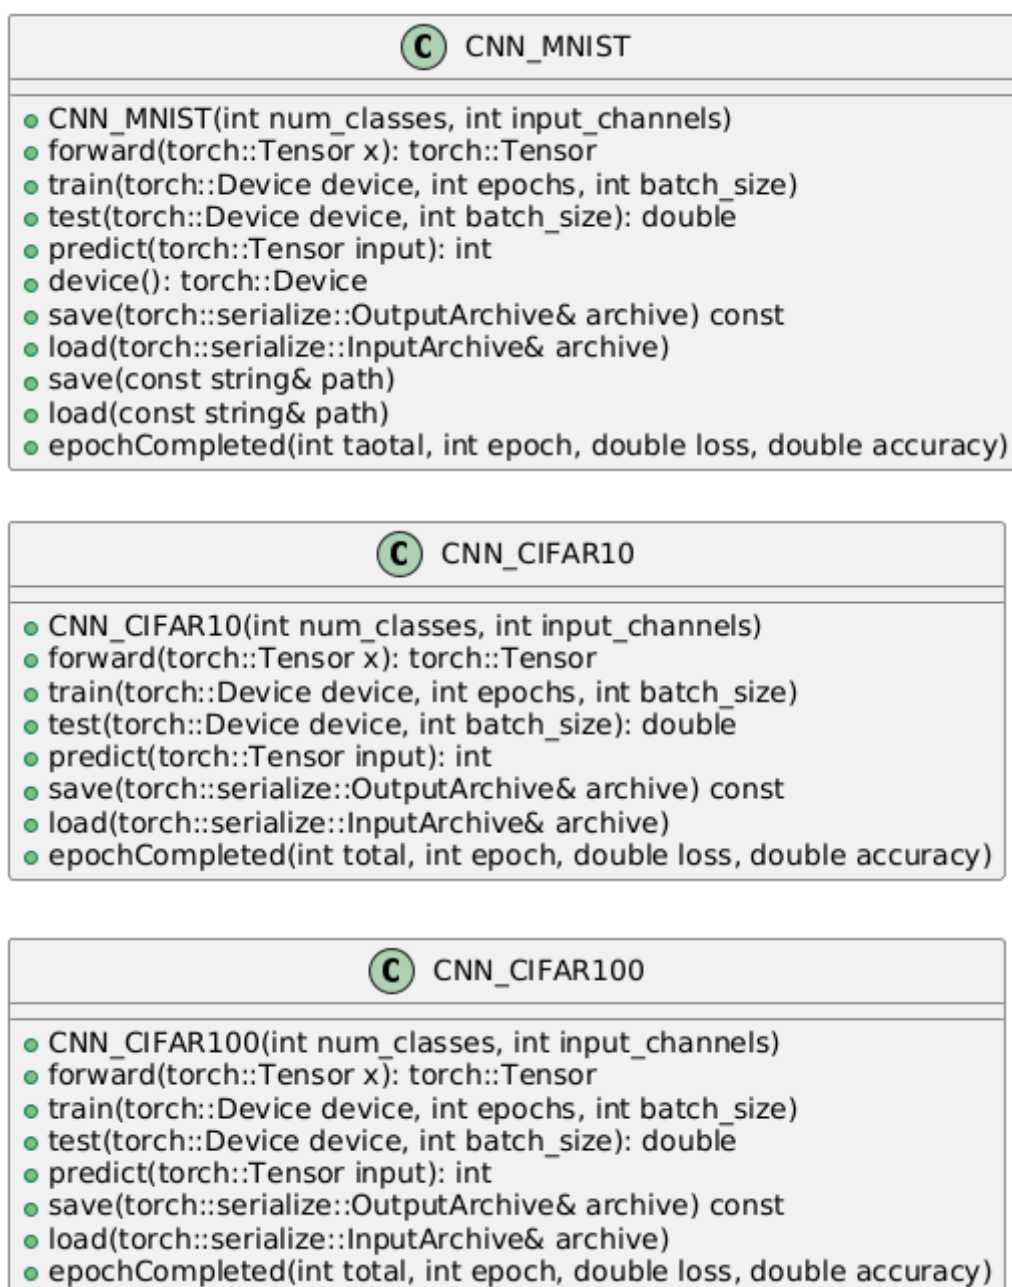 C CNN_MNIST
CNN_MNIST(int num_classes, int input_channels)
forward(torch::Tensor x): torch::Tensor
train(torch::Device device, int epochs, int batch_size)
test(torch::Device device, int batch_size): double
predict(torch::Tensor input): int
device(): torch::Device
save(torch::serialize::OutputArchive& archive) const
load(torch::serialize::InputArchive& archive)
save(const string& path)
load(const string& path)
epochCompleted(int taotal, int epoch, double loss, double accuracy)
C CNN_CIFAR10
CNN_CIFAR10(int num_classes, int input_channels)
forward(torch::Tensor x): torch::Tensor
train(torch::Device device, int epochs, int batch_size)
test(torch::Device device, int batch_size): double
predict(torch::Tensor input): int
save(torch::serialize::OutputArchive& archive) const
load(torch::serialize::InputArchive& archive)
epochCompleted(int total, int epoch, double loss, double accuracy)
C CNN_CIFAR100
CNN_CIFAR100(int num_classes, int input_channels)
forward(torch::Tensor x): torch::Tensor
train(torch::Device device, int epochs, int batch_size)
test(torch::Device device, int batch_size): double
predict(torch::Tensor input): int
save(torch::serialize::OutputArchive& archive) const
load(torch::serialize::InputArchive& archive)
epochCompleted(int total, int epoch, double loss, double accuracy)